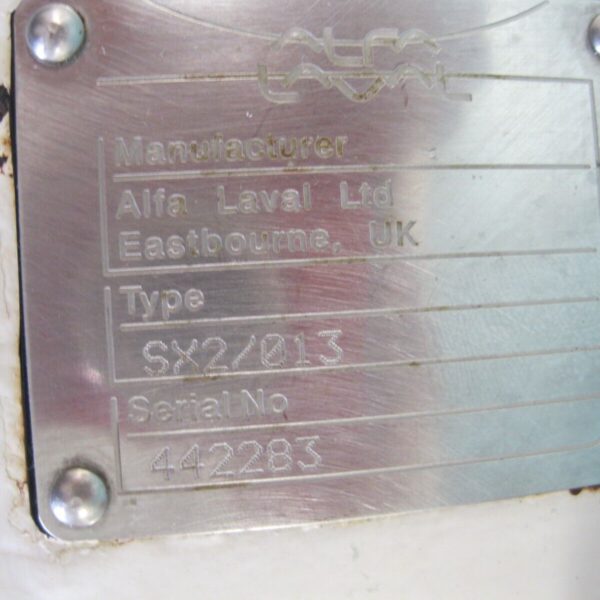 ALFA
LAVAL
Manufacturer
Alfa Laval Ltd
Eastbourne, UK
Type
SX2/013
Serial No
442283